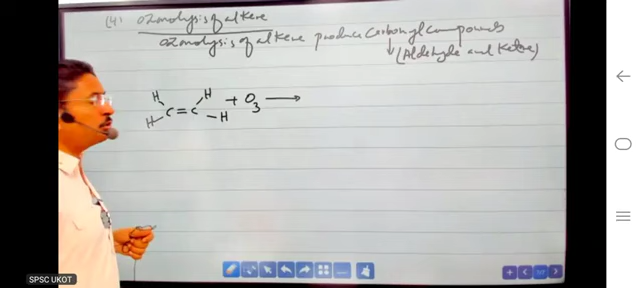 (4) ozonolysis of alkene
ozonolysis of alkene produce Carbonyl compounds
(Aldehyde and Ketone)
H H
C = C + O3 →
H - H
SPSC UKOT